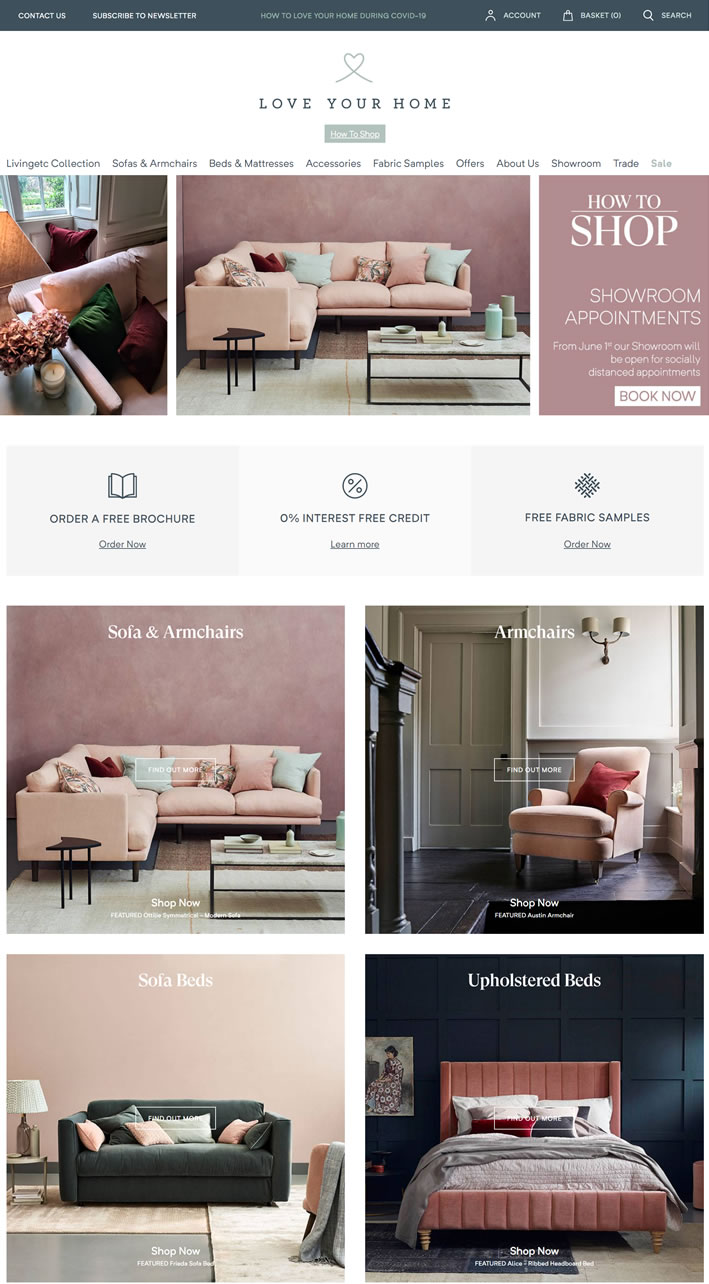 CONTACT US
SUBSCRIBE TO NEWSLETTER
HOW TO LOVE YOUR HOME DURING COVID-19
ACCOUNT
BASKET (0)
SEARCH
LOVE YOUR HOME
How To Shop
Livingetc Collection
Sofas & Armchairs
Beds & Mattresses
Accessories
Fabric Samples
Offers
About Us
Showroom
Trade
Sale
HOW TO
SHOP
SHOWROOM
APPOINTMENTS
From June 1st our Showroom will
be open for socially
distanced appointments
BOOK NOW
ORDER A FREE BROCHURE
Order Now
0% INTEREST FREE CREDIT
Learn more
FREE FABRIC SAMPLES
Order Now
Sofa & Armchairs
FIND OUT MORE
Shop Now
FEATURED Ottilie Symmetrical - Modern Sofa
Armchairs
FIND OUT MORE
Shop Now
FEATURED Austin Armchair
Sofa Beds
FIND OUT MORE
Shop Now
FEATURED Frieda Sofa Bed
Upholstered Beds
FIND OUT MORE
Shop Now
FEATURED Alice - Ribbed Headboard Bed